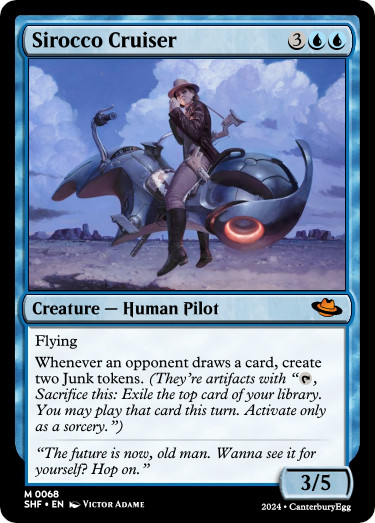 Sirocco Cruiser 3
Creature — Human Pilot
Flying
Whenever an opponent draws a card, create
two Junk tokens. (They're artifacts with “,
Sacrifice this: Exile the top card of your library.
You may play that card this turn. Activate only
as a sorcery.”)
“The future is now, old man. Wanna see it for
yourself? Hop on.”
3/5
M 0068
SHF • EN VICTOR ADAME
2024 • CanterburyEgg